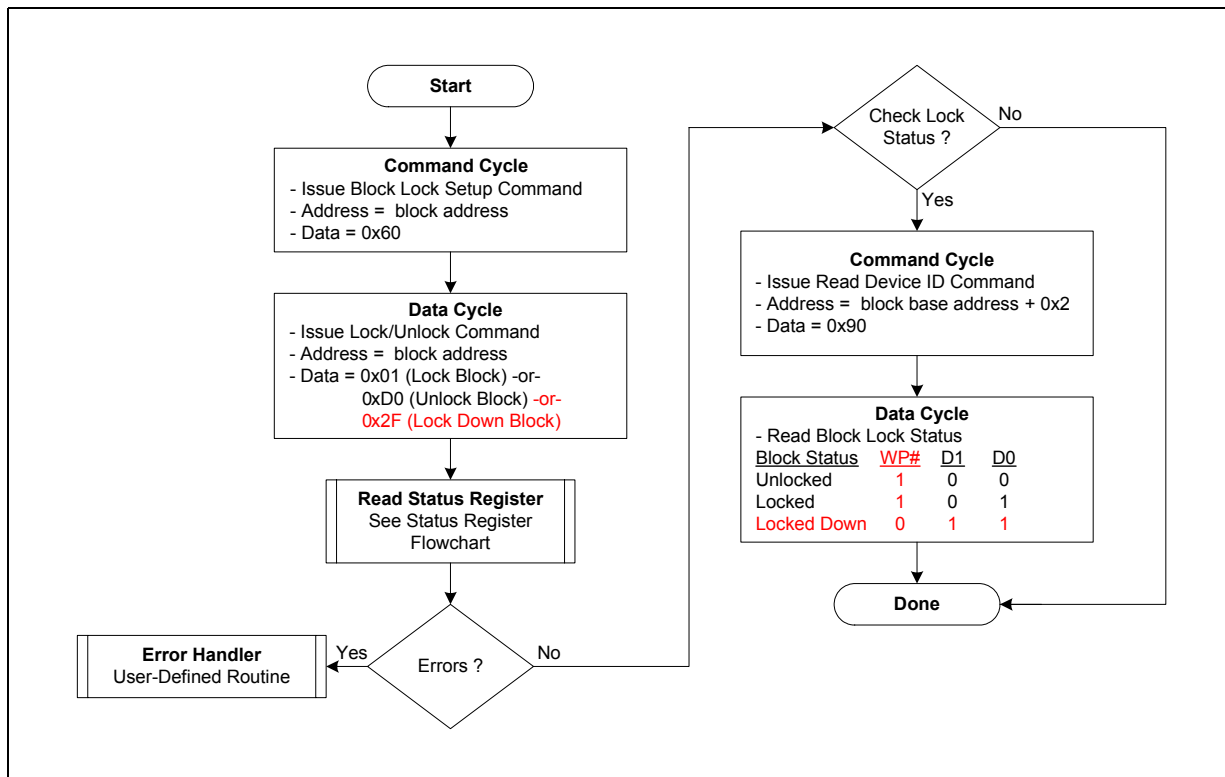 Start
Command Cycle
- Issue Block Lock Setup Command
- Address = block address
- Data = 0x60
Data Cycle
- Issue Lock/Unlock Command
- Address = block address
- Data = 0x01 (Lock Block) -or-
0xD0 (Unlock Block) -or-
0x2F (Lock Down Block)
Read Status Register
See Status Register
Flowchart
Errors ?
Yes
No
Error Handler
User-Defined Routine
Check Lock
Status ?
No
Yes
Command Cycle
- Issue Read Device ID Command
- Address = block base address + 0x2
- Data = 0x90
Data Cycle
- Read Block Lock Status
Block Status WP# D1 D0
Unlocked 1 0 0
Locked 1 0 1
Locked Down 0 1 1
Done